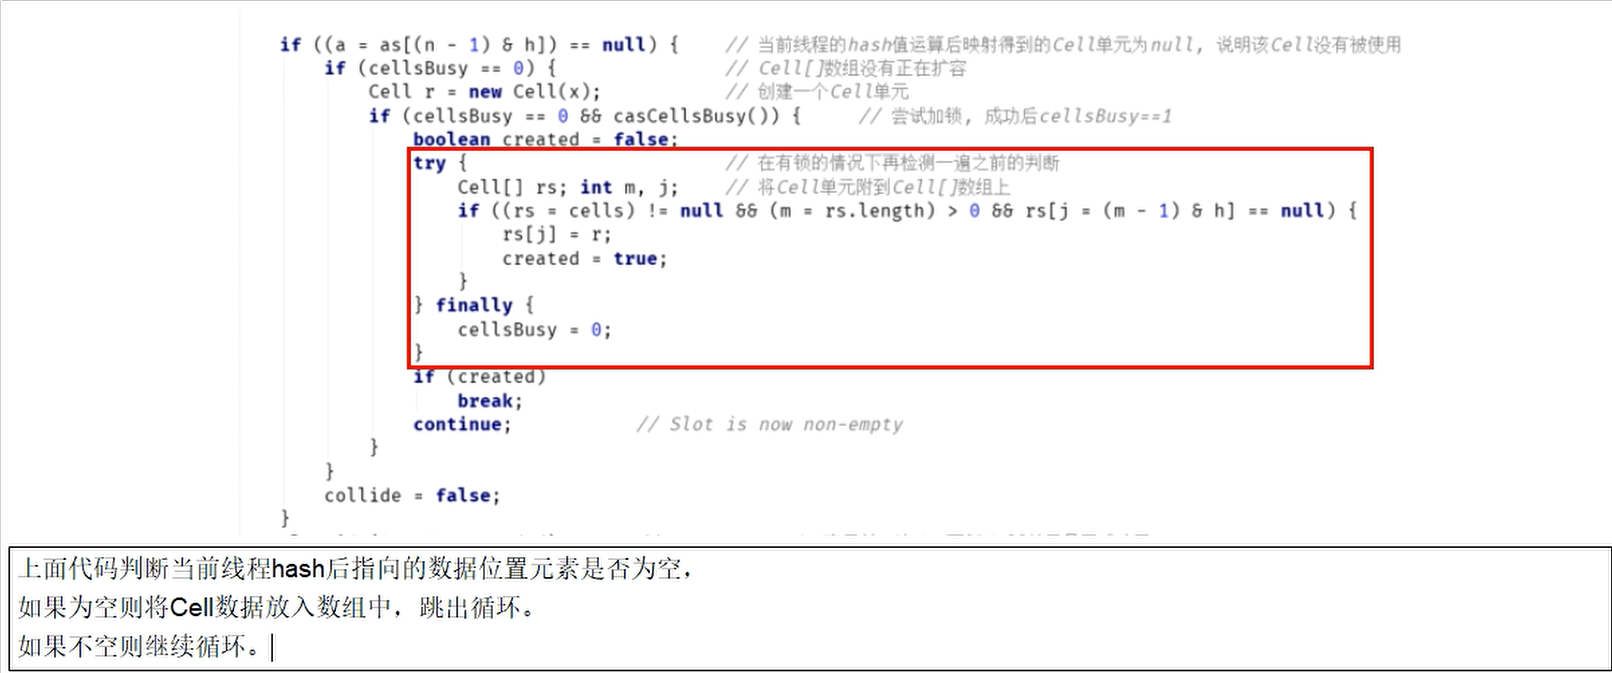 if ((a = as[(n - 1) & h]) == null) { // 当前线程的hash值运算后映射得到的Cell单元为null, 说明该Cell没有被使用
if (cellsBusy == 0) { // Cell[]数组没有正在扩容
Cell r = new Cell(x); // 创建一个Cell单元
if (cellsBusy == 0 && casCellsBusy()) { // 尝试加锁, 成功后cellsBusy==1
boolean created = false;
try { // 在有锁的情况下再检测一遍之前的判断
Cell[] rs; int m, j; // 将Cell单元附到Cell[]数组上
if ((rs = cells) != null && (m = rs.length) > 0 && rs[j = (m - 1) & h] == null) {
rs[j] = r;
created = true;
}
} finally {
cellsBusy = 0;
}
if (created)
break;
continue; // Slot is now non-empty
}
}
collide = false;
}
上面代码判断当前线程hash后指向的数据位置元素是否为空，
如果为空则将Cell数据放入数组中，跳出循环。
如果不空则继续循环。